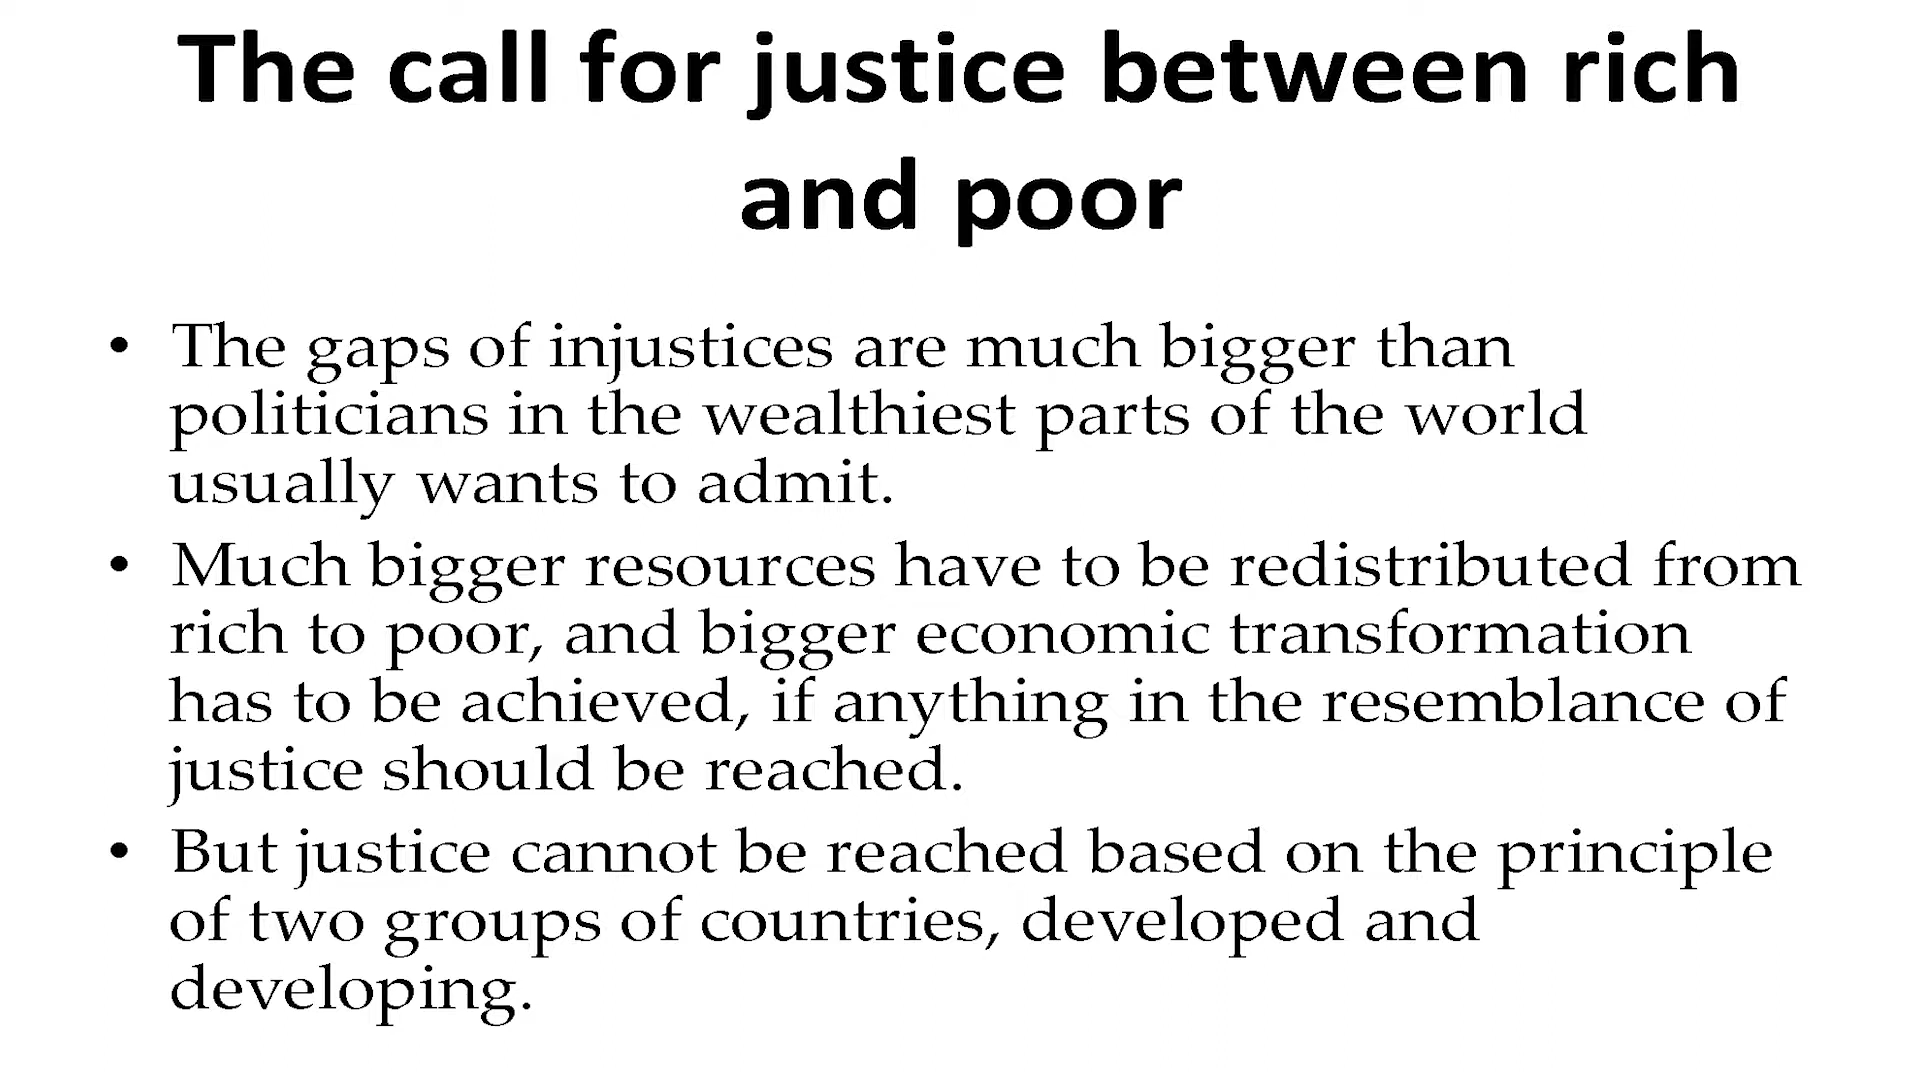 The call for justice between rich
and poor
• The gaps of injustices are much bigger than
politicians in the wealthiest parts of the world
usually wants to admit.
• Much bigger resources have to be redistributed from
rich to poor, and bigger economic transformation
has to be achieved, if anything in the resemblance of
justice should be reached.
• But justice cannot be reached based on the principle
of two groups of countries, developed and
developing.